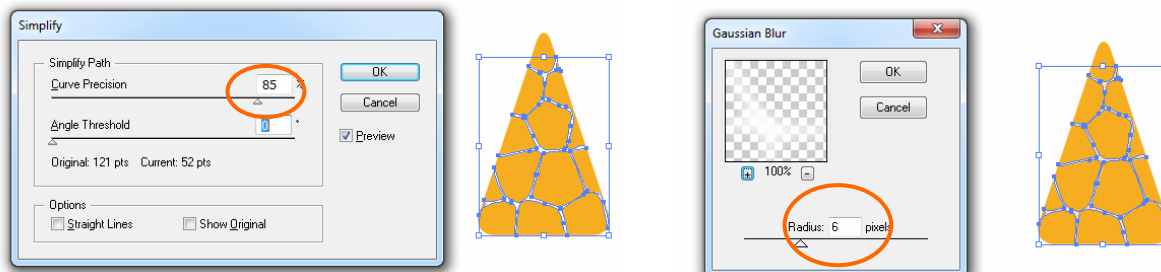 Simplify
Simplify Path
Curve Precision 85 %
Angle Threshold 0 °
Original: 121 pts Current: 52 pts
Options
Straight Lines Show Original
OK
Cancel
Preview
Gaussian Blur
OK
Cancel
100%
Radius: 6 pixels